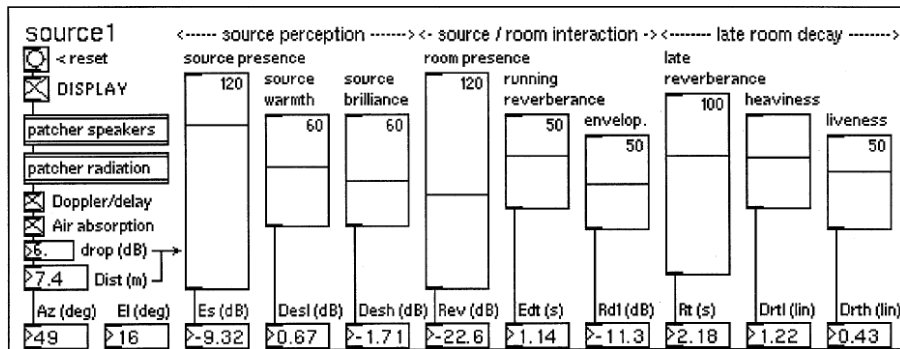 source1
<------ source perception ------><- source / room interaction -><------ late room decay ------>
< reset
source presence
room presence
late
DISPLAY
120
source
source
120
running
reverberance
warmth
brilliance
reverberance
100
heaviness
60
60
50
envelop.
liveness
patcher speakers
50
50
patcher radiation
Doppler/delay
Air absorption
>6. drop (dB)
>7.4 Dist (m)
Az (deg) El (deg) Es (dB) Desl (dB) Desh (dB) Rev (dB) Edt (s) Rd1 (dB) Rt (s) Drtl (lin) Drth (lin)
>49 >16 >-9.32 >0.67 >-1.71 >-22.6 >1.14 >-11.3 >2.18 >1.22 >0.43